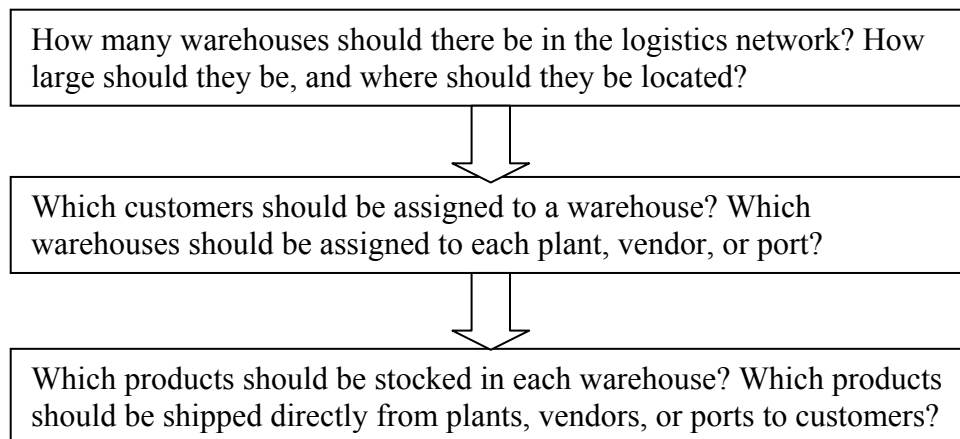 How many warehouses should there be in the logistics network? How
large should they be, and where should they be located?
Which customers should be assigned to a warehouse? Which
warehouses should be assigned to each plant, vendor, or port?
Which products should be stocked in each warehouse? Which products
should be shipped directly from plants, vendors, or ports to customers?